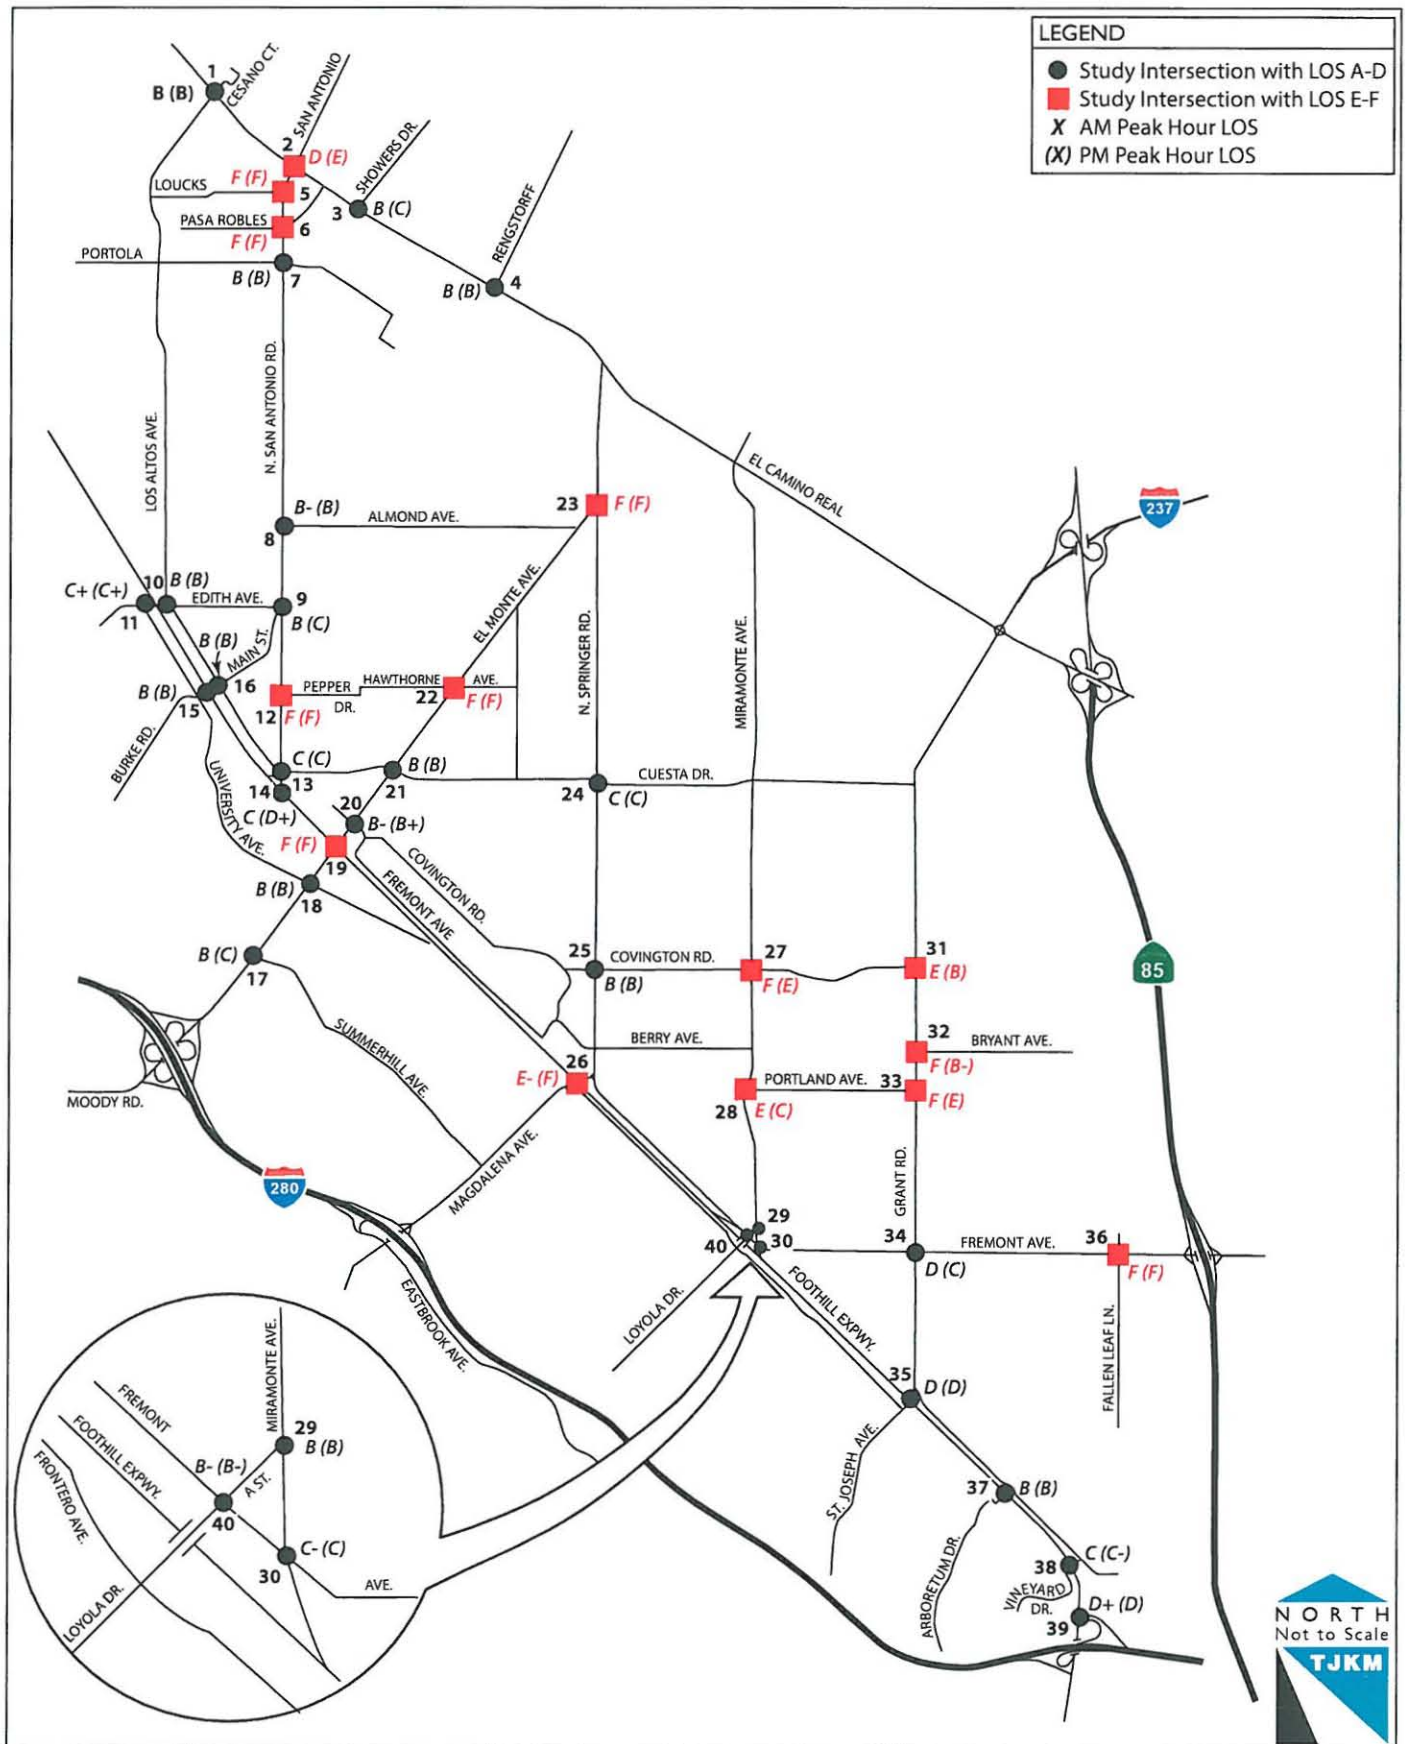 LEGEND
Study Intersection with LOS A-D
Study Intersection with LOS E-F
X AM Peak Hour LOS
(X) PM Peak Hour LOS
1
B (B)
CESANO CT.
SAN ANTONIO
2
D (E)
SHOWERS DR.
LOUCKS
F (F)
5
3
B (C)
RENGSTORFF
PASA ROBLES
6
F (F)
PORTOLA
B (B)
7
B (B)
4
N. SAN ANTONIO RD.
LOS ALTOS AVE.
EL CAMINO REAL
237
B- (B)
8
ALMOND AVE.
23
F (F)
C+ (C+)
10
B (B)
11
EDITH AVE.
9
B (C)
EL MONTE AVE.
N. SPRINGER RD.
MIRAMONTE AVE.
B (B)
MAIN ST.
16
B (B)
15
BURKE RD.
12
F (F)
PEPPER
DR.
HAWTHORNE
AVE.
22
F (F)
C (C)
13
14
C (D+)
B (B)
21
24
C (C)
CUESTA DR.
UNIVERSITY AVE.
20
B- (B+)
F (F)
19
COVINGTON RD.
FREMONT AVE
B (B)
18
B (C)
17
25
B (B)
COVINGTON RD.
27
F (E)
31
E (B)
85
SUMMERHILL AVE.
BERRY AVE.
32
BRYANT AVE.
F (B-)
26
E- (F)
PORTLAND AVE.
33
F (E)
28
E (C)
MOODY RD.
MAGDALENA AVE.
280
GRANT RD.
29
40
30
34
D (C)
FREMONT AVE.
36
F (F)
LOYOLA DR.
FOOTHILL EXPWY.
EASTBROOK AVE.
FALLEN LEAF LN.
35
D (D)
ST. JOSEPH AVE.
37
B (B)
ARBORETUM DR.
38
C (C-)
VINEYARD
DR.
D+ (D)
39
MIRAMONTE AVE.
FREMONT
FOOTHILL EXPWY.
FRONTERO AVE.
29
B (B)
B- (B-)
A ST.
40
C- (C)
30
AVE.
LOYOLA DR.
NORTH
Not to Scale
TJKM